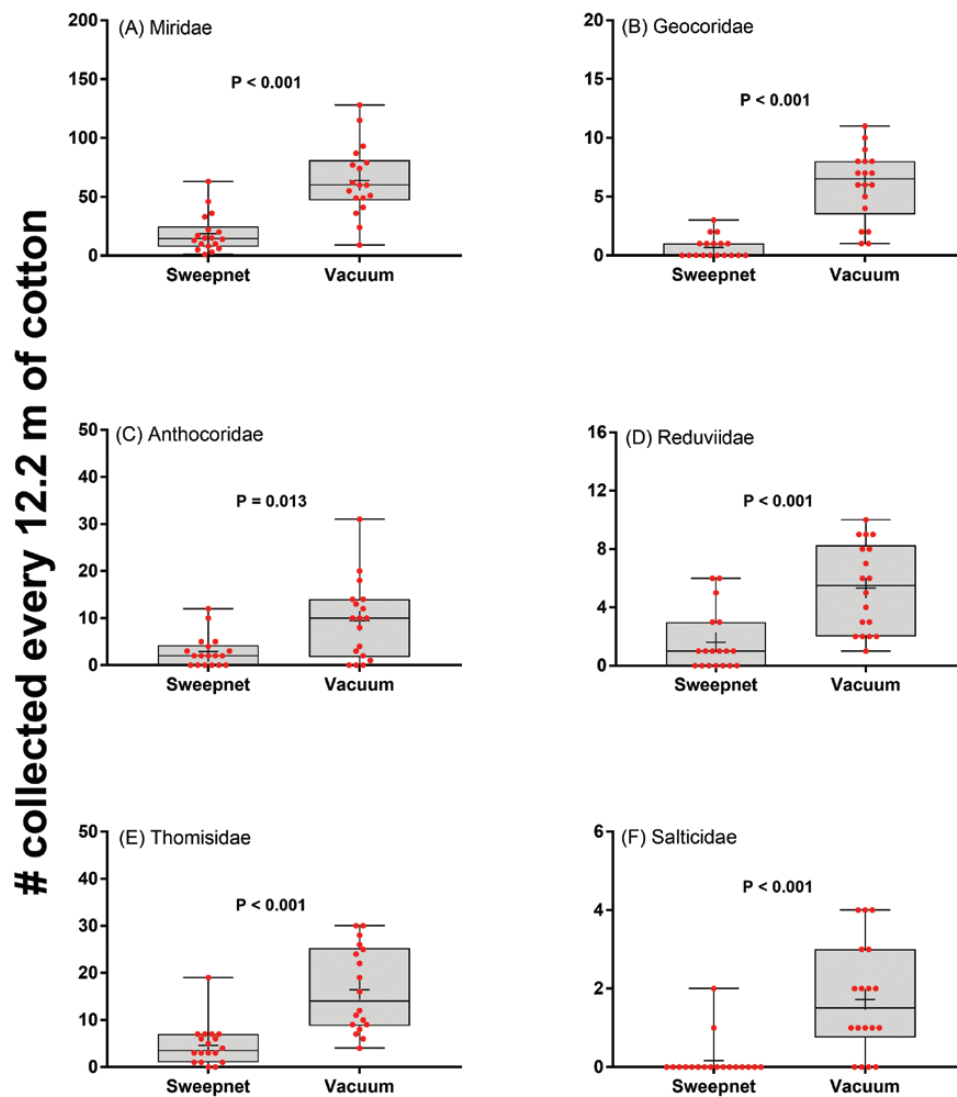 # collected every 12.2 m of cotton
(A) Miridae
200
150
100
50
0
P < 0.001
Sweepnet Vacuum
(B) Geocoridae
20
15
10
5
0
P < 0.001
Sweepnet Vacuum
(C) Anthocoridae
50
40
30
20
10
0
P = 0.013
Sweepnet Vacuum
(D) Reduviidae
16
12
8
4
0
P < 0.001
Sweepnet Vacuum
(E) Thomisidae
50
40
30
20
10
0
P < 0.001
Sweepnet Vacuum
(F) Salticidae
6
4
2
0
P < 0.001
Sweepnet Vacuum